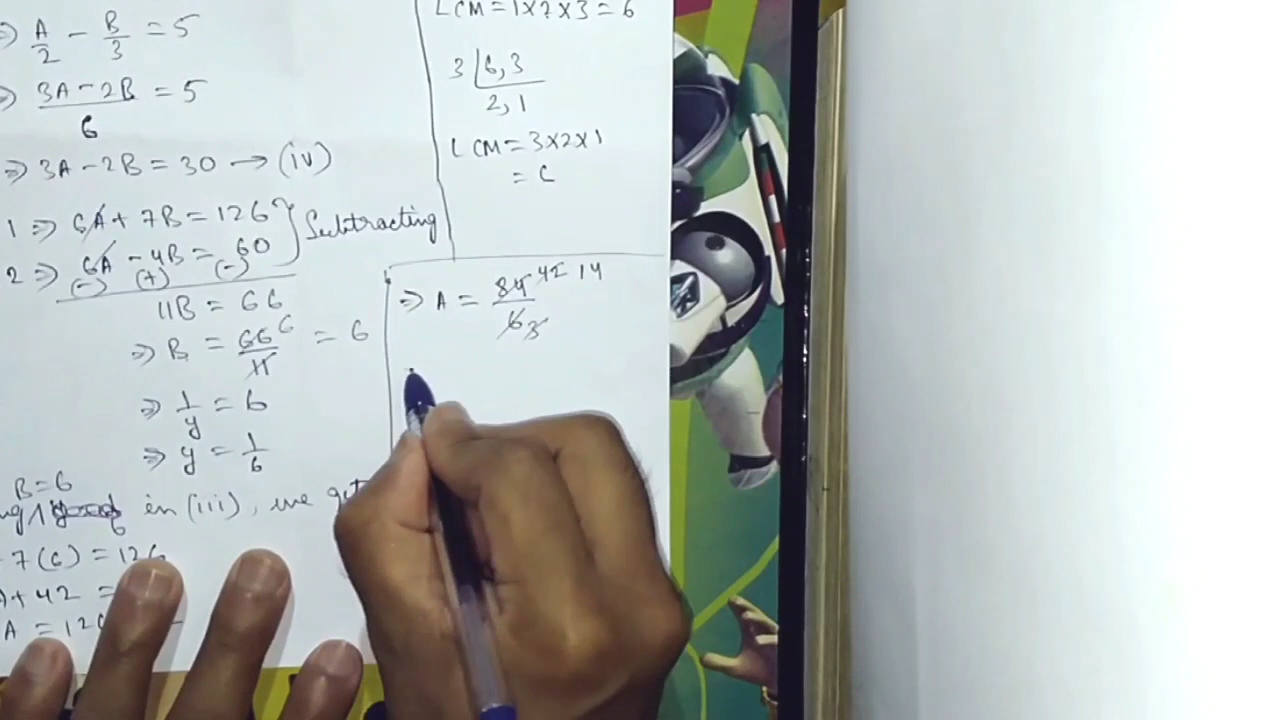 ⇒ A/2 - B/3 = 5
⇒ 3A - 2B / 6 = 5
⇒ 3A - 2B = 30 → (iv)
1 ⇒ 6A + 7B = 126 } Subtracting
2 ⇒ 6A - 4B = 60
(-) (+) (-)
11B = 66
⇒ B = 66/11 6 = 6
⇒ 1/y = 6
⇒ y = 1/6
B = 6
in (iii), we get
7(6) = 126
A + 42 =
A = 12
LCM = 1×2×3 = 6
3 | 6, 3
2, 1
LCM = 3×2×1
= 6
⇒ A = 84/6 42 14 3